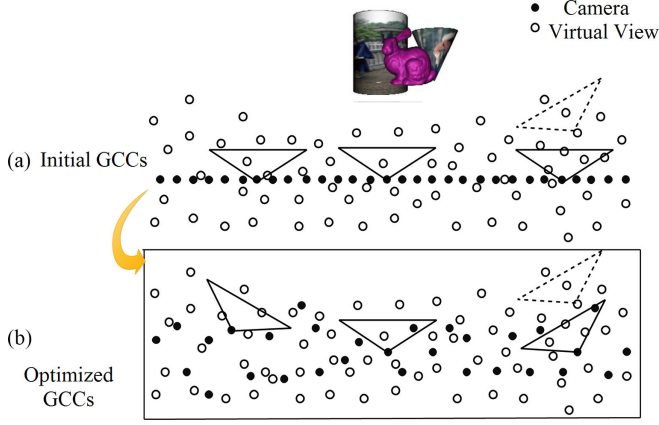 Camera
Virtual View
(a) Initial GCCs
(b)
Optimized
GCCs